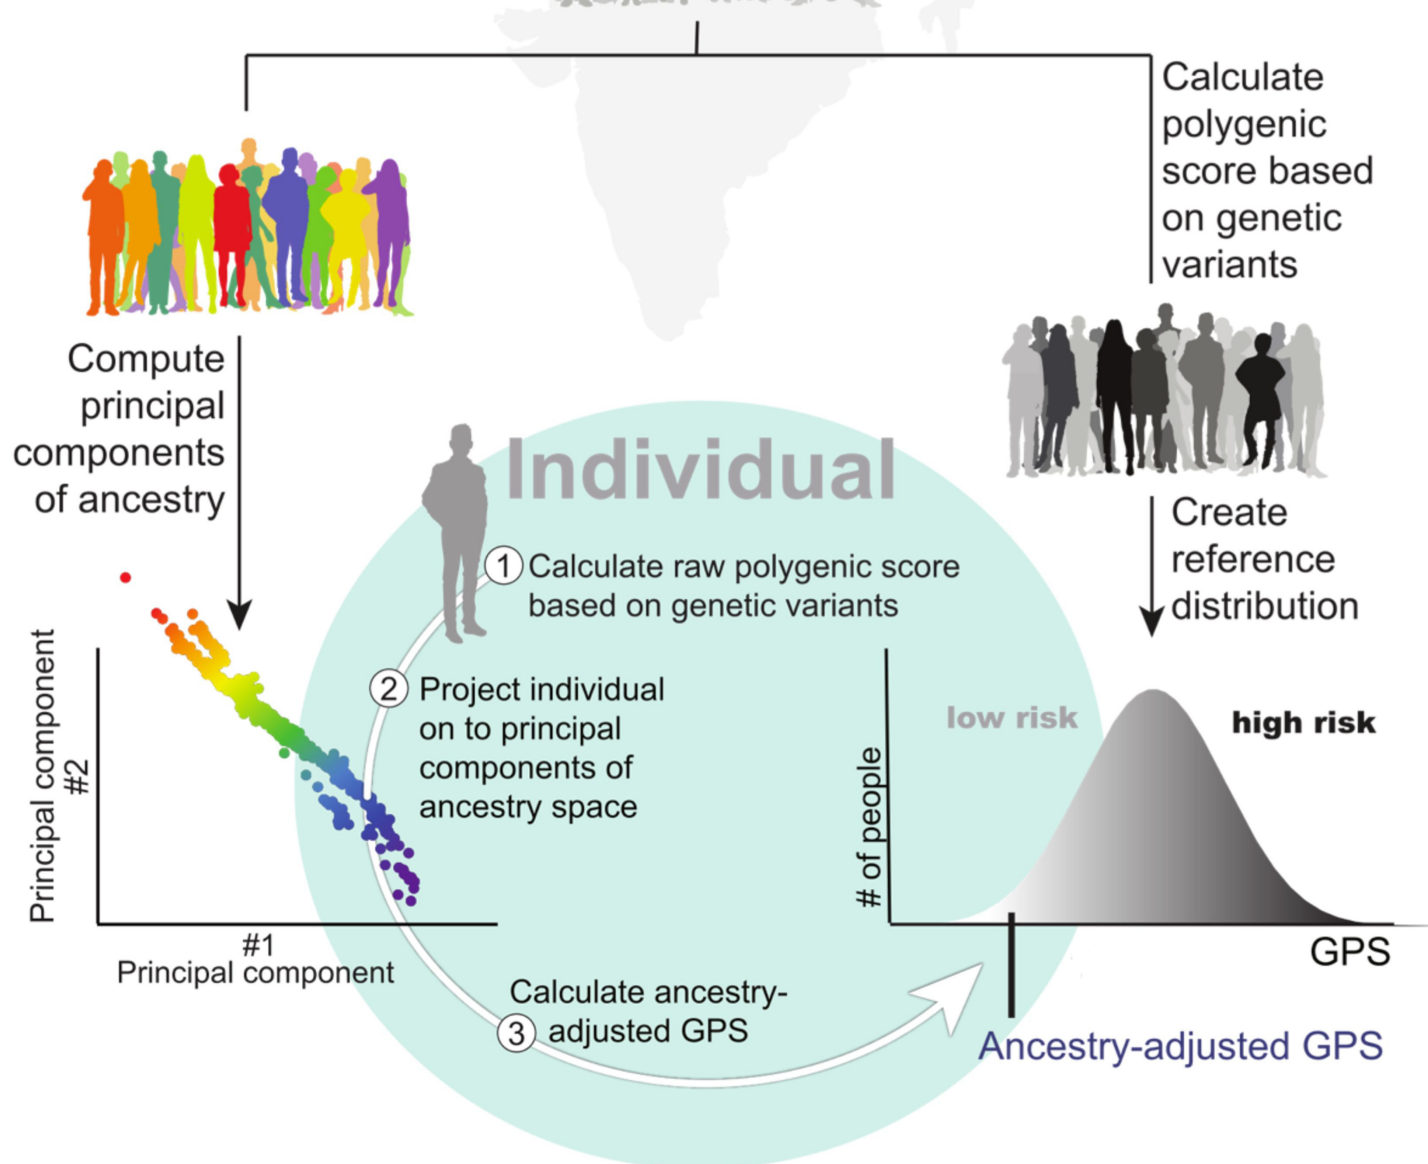 Calculate
polygenic
score based
on genetic
variants
Compute
principal
components
of ancestry
Individual
1 Calculate raw polygenic score
based on genetic variants
Create
reference
distribution
2 Project individual
on to principal
components of
ancestry space
Principal component
#2
#1
Principal component
low risk
high risk
# of people
GPS
Calculate ancestry-
3 adjusted GPS
Ancestry-adjusted GPS